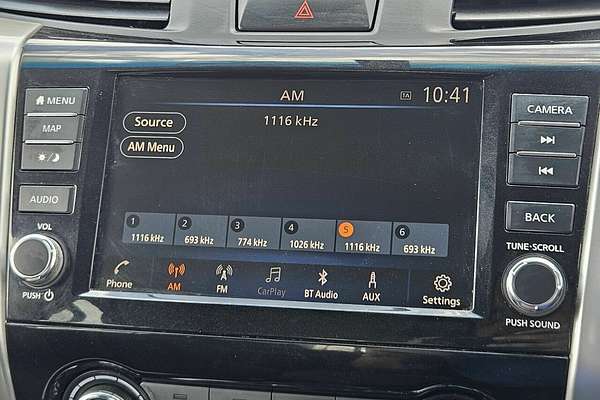 AM
TA 10:41
MENU
MAP
AUDIO
VOL
PUSH
Source
1116 kHz
AM Menu
1 2 3 4 5 6
1116 kHz 693 kHz 774 kHz 1026 kHz 1116 kHz 693 kHz
Phone AM FM CarPlay BT Audio AUX Settings
CAMERA
BACK
TUNE-SCROLL
PUSH SOUND